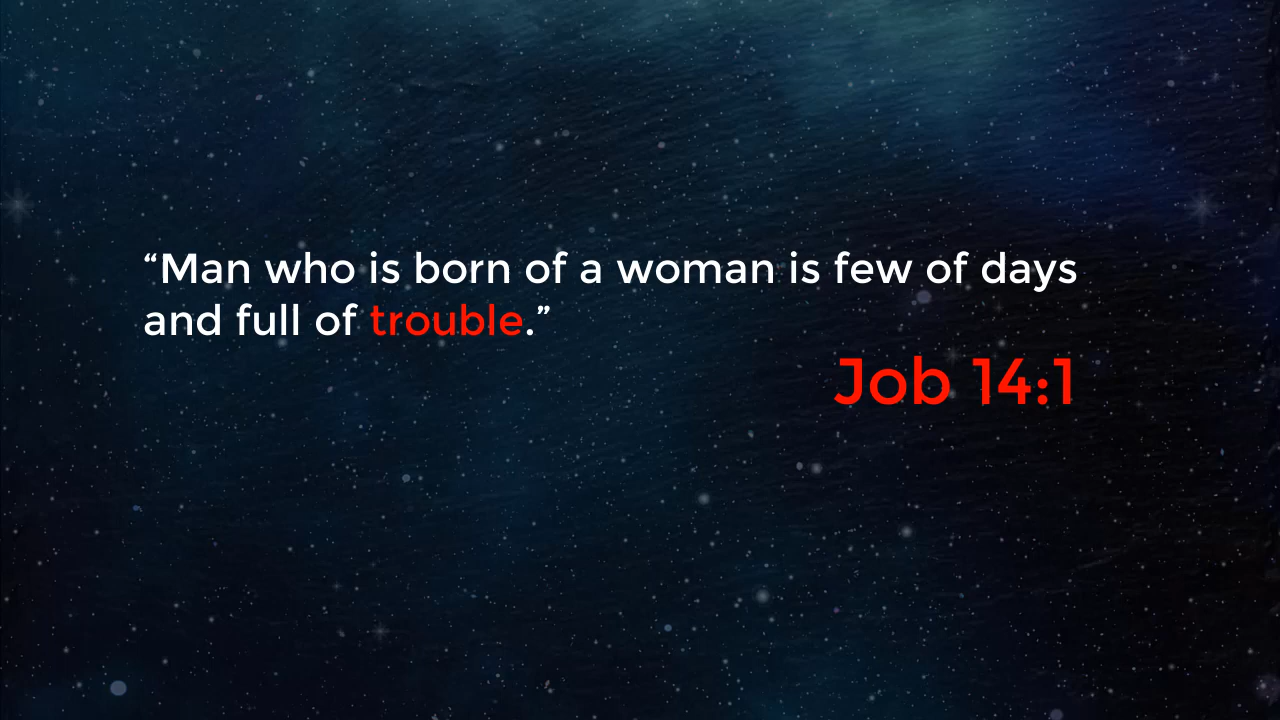 “Man who is born of a woman is few of days
and full of trouble.”
Job 14:1